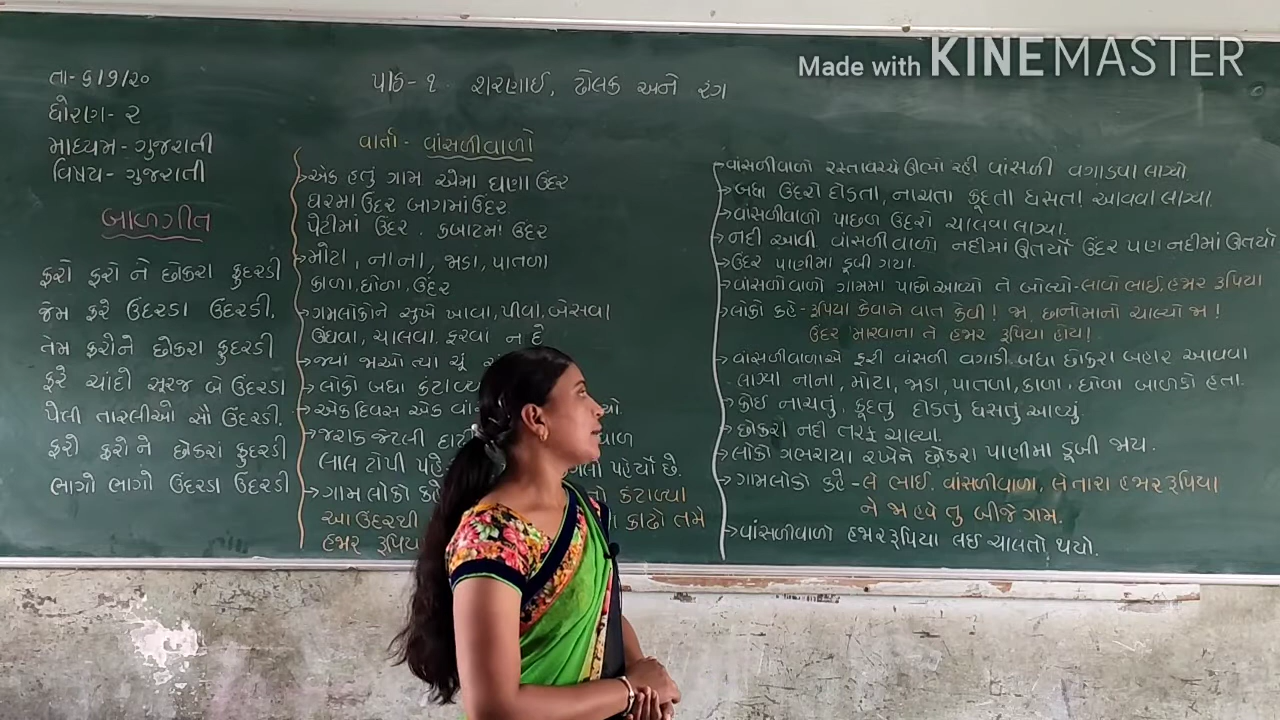 Made with KINEMASTER
તા- ૬/૭/૨૦
ધોરણ- ૨
માધ્યમ- ગુજરાતી
વિષય- ગુજરાતી
પાઠ- ૧. શરણાઈ, ઢોલક અને રંગ
બાળગીત
ફરો ફરો ને છોકરા ફુદરડી
જેમ ફરે ઉંદરડા ઉંદરડી.
તેમ ફરોને છોકરા ફુદરડી
ફરે ચાંદો સૂરજ બે ઉંદરડા
પેલી તારલીઓ સૌ ઉંદરડી.
ફરો ફરો ને છોકરાં ફુદરડી
ભાગો ભાગો ઉંદરડા ઉંદરડી
વાર્તા- વાંસળીવાળો
→એક હતું ગામ એમા ઘણા ઉંદર
ઘરમા ઉંદર બાગમાં ઉંદર
પેટીમાં ઉંદર. કબાટમાં ઉંદર
→મોટા, નાના, જાડા, પાતળા
કાળા, ધોળા, ઉંદર
→ગામલોકોને સુખે ખાવા, પીવા, બેસવા
ઉંઘવા, ચાલવા, ફરવાં ન દે
→જ્યાં જાઓ ત્યા ચૂં
→લોકો બધા કંટાળ્યા
→એક દિવસ એક
→જરાક જેટલી દાઢી વાળ
લાલ ટોપી પહેરી પહેર્યો છે.
→ગામ લોકો કહે કંટાળ્યા
આ ઉંદરથી કાઢો તમે
હજાર રૂપિયા
→વાંસળીવાળો રસ્તાવચ્ચે ઊભો રહી વાંસળી વગાડવા લાગ્યો
→બધા ઉંદરો દોડતા, નાચતા કૂદતા ધસતા આવવા લાગ્યા.
→વાંસળીવાળો પાછળ ઉંદરો ચાલવા લાગ્યા.
→નદી આવી. વાંસળીવાળો નદીમાં ઊતર્યો ઉંદર પણ નદીમાં ઊતર્યા
→ઉંદર પાણીમા ડૂબી ગયા.
→વાંસળીવાળો ગામમા પાછો આવ્યો ને બોલ્યો- લાવો ભાઈ, હજાર રૂપિયા
→લોકો કહે- રૂપિયા કેવાને વાત કેવી! જા. છાનોમાનો ચાલ્યો જા!
ઉંદર મારવાના તે હજાર રૂપિયા હોય!
→વાંસળીવાળાએ ફરી વાંસળી વગાડી. બધા છોકરા બહાર આવવા
લાગ્યા નાના, મોટા, જાડા, પાતળા, કાળા, ધોળા બાળકો હતા.
→કોઈ નાચતું, કૂદતું દોડતું ધસતું આવ્યું.
→છોકરા નદી તરફ ચાલ્યા.
→લોકો ગભરાયા રખેને છોકરા પાણીમા ડૂબી જાય.
→ગામલોકો કહે- લે ભાઈ. વાંસળીવાળા, લે તારા હજાર રૂપિયા
ને જા હવે તુ બીજે ગામ.
→વાંસળીવાળો હજાર રૂપિયા લઈ ચાલતો થયો.